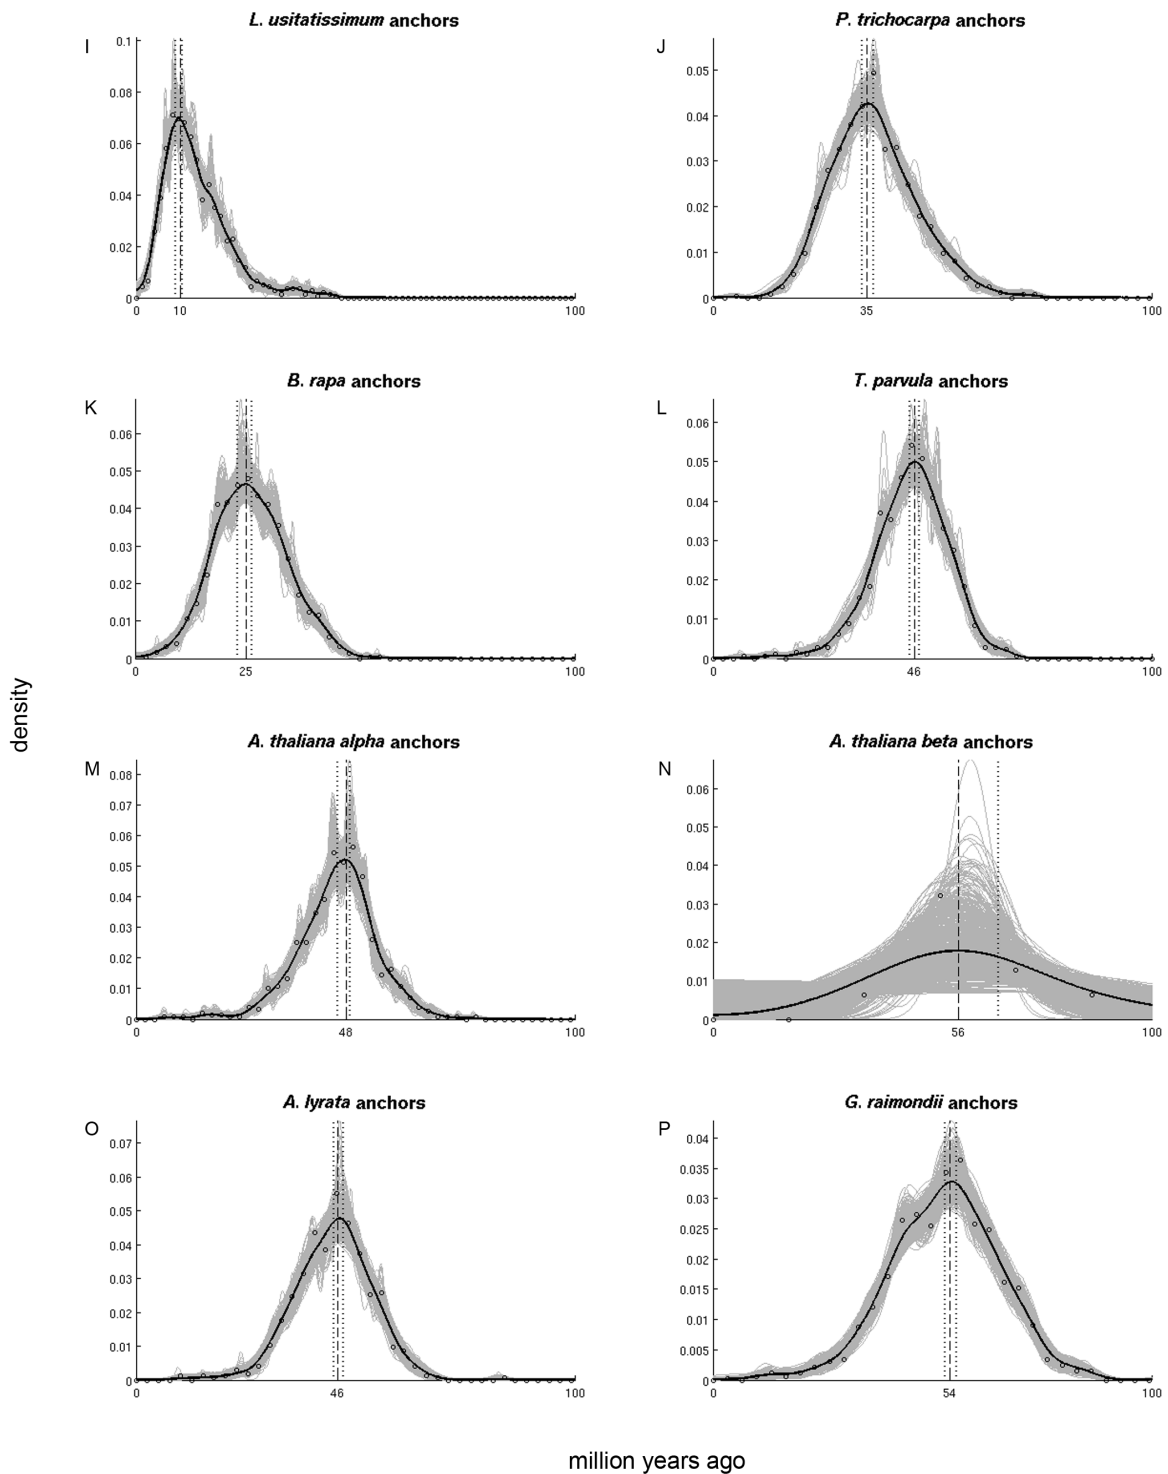 L. usitatissimum anchors
I
0.1
0.08
0.06
0.04
0.02
0
0 10 100
P. trichocarpa anchors
J
0.05
0.04
0.03
0.02
0.01
0
0 35 100
B. rapa anchors
K
0.06
0.05
0.04
0.03
0.02
0.01
0
0 25 100
T. parvula anchors
L
0.06
0.05
0.04
0.03
0.02
0.01
0
0 46 100
density
A. thaliana alpha anchors
M
0.08
0.07
0.06
0.05
0.04
0.03
0.02
0.01
0
0 48 100
A. thaliana beta anchors
N
0.06
0.05
0.04
0.03
0.02
0.01
0
0 56 100
A. lyrata anchors
O
0.07
0.06
0.05
0.04
0.03
0.02
0.01
0
0 46 100
G. raimondii anchors
P
0.04
0.035
0.03
0.025
0.02
0.015
0.01
0.005
0
0 54 100
million years ago